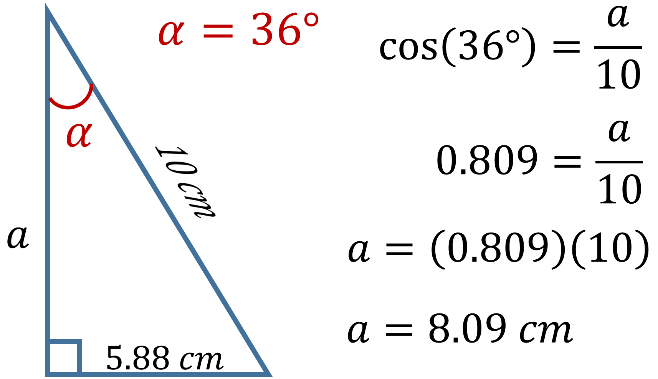 α = 36°
cos(36°) = a/10
α
10 cm
0.809 = a/10
a
a = (0.809)(10)
5.88 cm
a = 8.09 cm